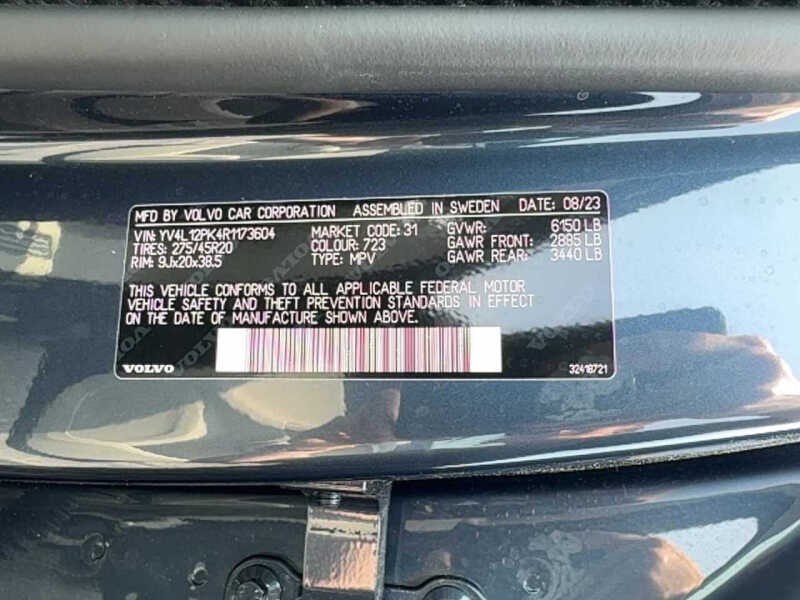 MFD BY VOLVO CAR CORPORATION ASSEMBLED IN SWEDEN DATE: 08/23
VIN: YV4L12PK4R1173604 MARKET CODE: 31 GVWR: 6150 LB
TIRES: 275/45R20 COLOUR: 723 GAWR FRONT: 2885 LB
RIM: 9Jx20x38.5 TYPE: MPV GAWR REAR: 3440 LB
THIS VEHICLE CONFORMS TO ALL APPLICABLE FEDERAL MOTOR
VEHICLE SAFETY AND THEFT PREVENTION STANDARDS IN EFFECT
ON THE DATE OF MANUFACTURE SHOWN ABOVE.
VOLVO 32418721